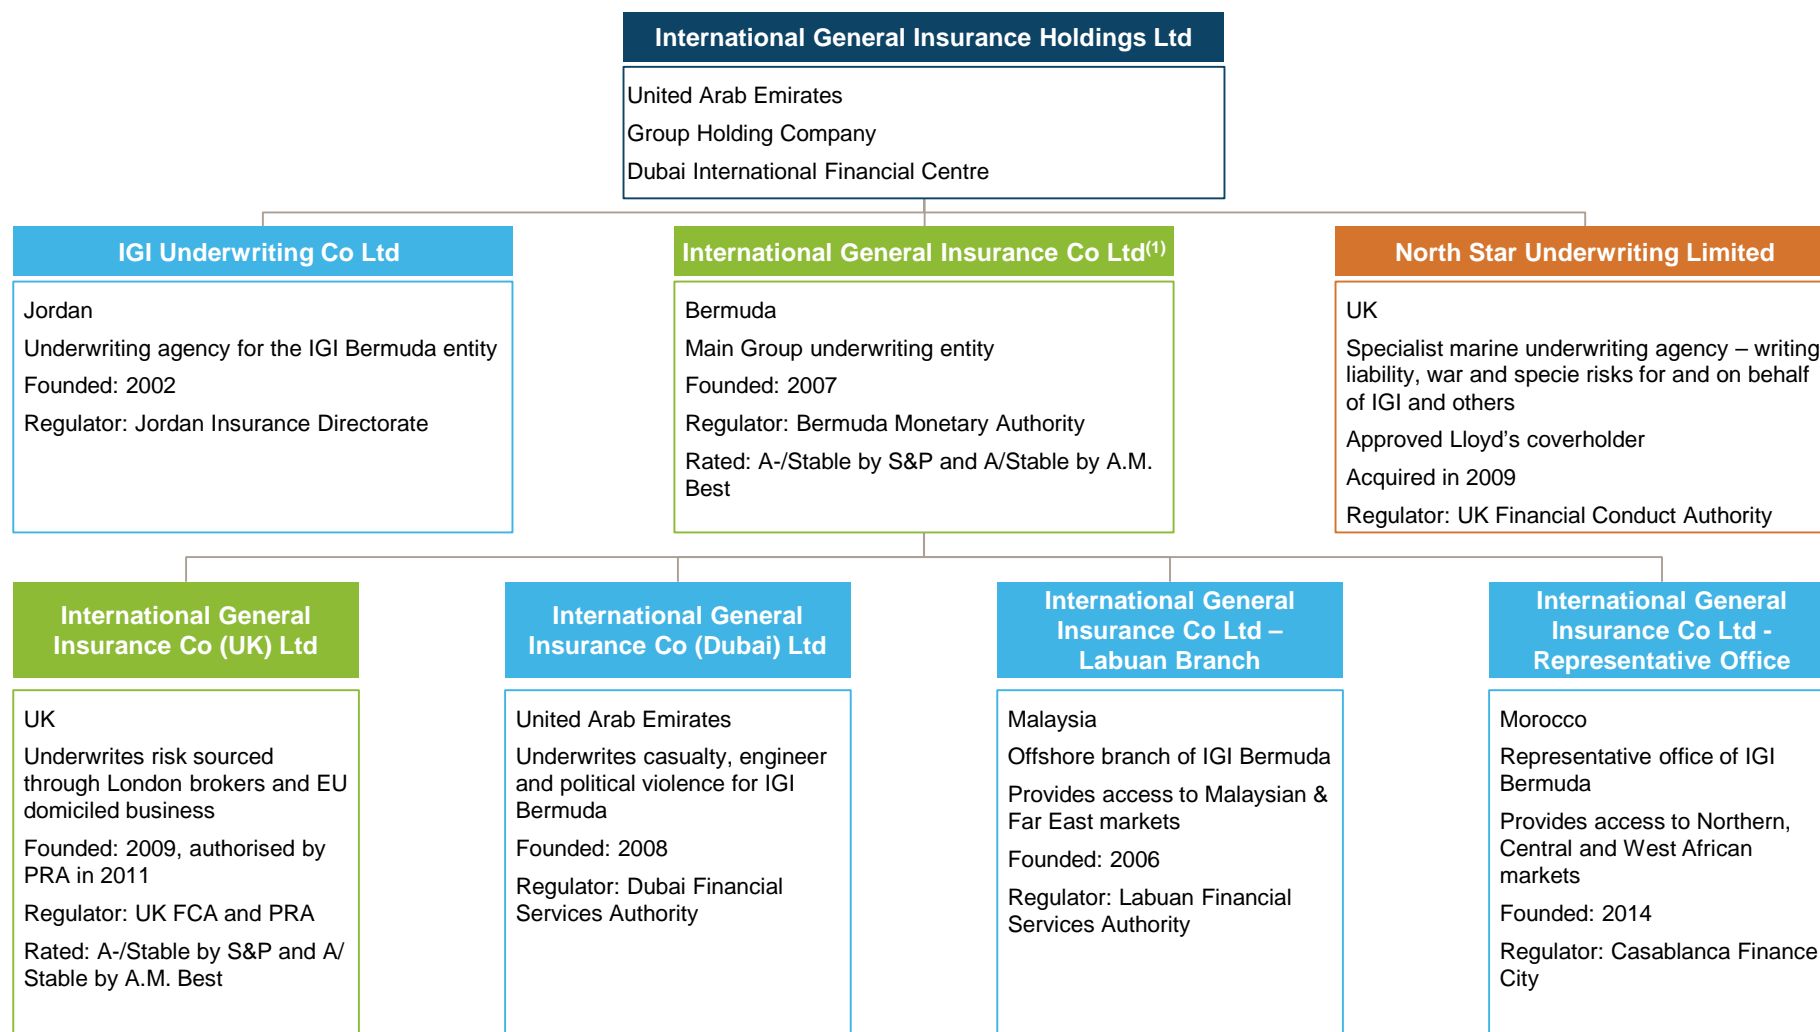 International General Insurance Holdings Ltd
United Arab Emirates
Group Holding Company
Dubai International Financial Centre
IGI Underwriting Co Ltd
Jordan
Underwriting agency for the IGI Bermuda entity
Founded: 2002
Regulator: Jordan Insurance Directorate
International General Insurance Co Ltd(1)
Bermuda
Main Group underwriting entity
Founded: 2007
Regulator: Bermuda Monetary Authority
Rated: A-/Stable by S&P and A/Stable by A.M.
Best
North Star Underwriting Limited
UK
Specialist marine underwriting agency – writing
liability, war and specie risks for and on behalf
of IGI and others
Approved Lloyd’s coverholder
Acquired in 2009
Regulator: UK Financial Conduct Authority
International General
Insurance Co (UK) Ltd
UK
Underwrites risk sourced
through London brokers and EU
domiciled business
Founded: 2009, authorised by
PRA in 2011
Regulator: UK FCA and PRA
Rated: A-/Stable by S&P and A/
Stable by A.M. Best
International General
Insurance Co (Dubai) Ltd
United Arab Emirates
Underwrites casualty, engineer
and political violence for IGI
Bermuda
Founded: 2008
Regulator: Dubai Financial
Services Authority
International General
Insurance Co Ltd –
Labuan Branch
Malaysia
Offshore branch of IGI Bermuda
Provides access to Malaysian &
Far East markets
Founded: 2006
Regulator: Labuan Financial
Services Authority
International General
Insurance Co Ltd -
Representative Office
Morocco
Representative office of IGI
Bermuda
Provides access to Northern,
Central and West African
markets
Founded: 2014
Regulator: Casablanca Finance
City